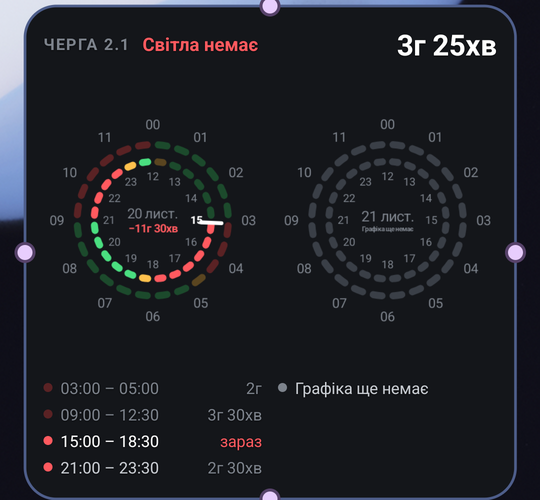 ЧЕРГА 2.1 Світла немає 3г 25хв
00
11 01
10 02
23 12 13
22 14
20 лист.
09 21 15 03
−11г 30хв
20 16
19 18 17
08 04
07 05
06
00
11 01
10 02
23 12 13
22 14
21 лист.
09 21 15 03
Графіка ще немає
20 16
19 18 17
08 04
07 05
06
03:00 – 05:00 2г
09:00 – 12:30 3г 30хв
15:00 – 18:30 зараз
21:00 – 23:30 2г 30хв
Графіка ще немає